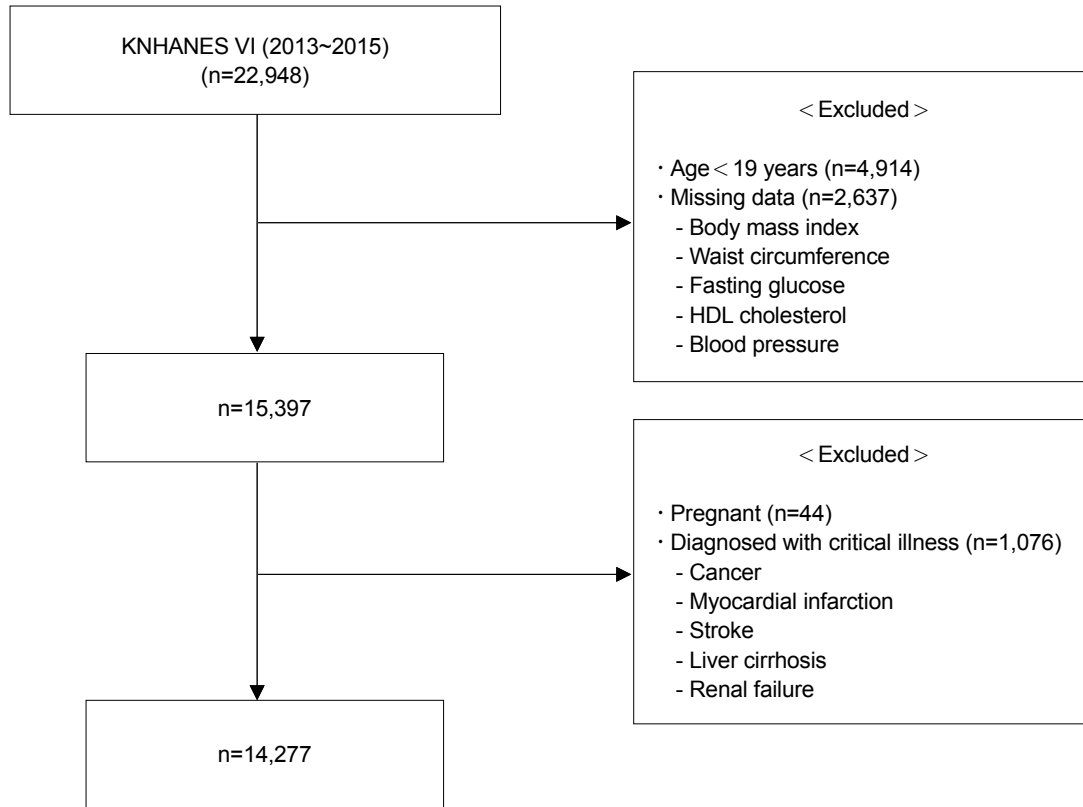 KNHANES VI (2013~2015)
(n=22,948)
< Excluded >
· Age < 19 years (n=4,914)
· Missing data (n=2,637)
- Body mass index
- Waist circumference
- Fasting glucose
- HDL cholesterol
- Blood pressure
n=15,397
< Excluded >
· Pregnant (n=44)
· Diagnosed with critical illness (n=1,076)
- Cancer
- Myocardial infarction
- Stroke
- Liver cirrhosis
- Renal failure
n=14,277